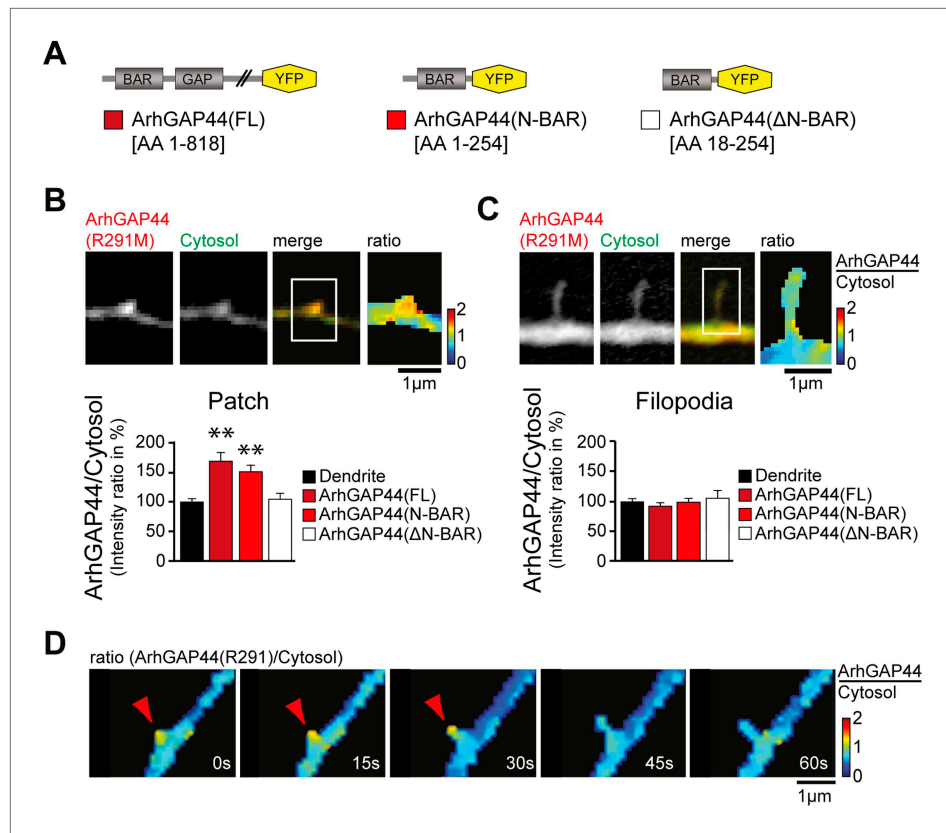 A
BAR GAP YFP
BAR YFP
BAR YFP
ArhGAP44(FL)
[AA 1-818]
ArhGAP44(N-BAR)
[AA 1-254]
ArhGAP44(ΔN-BAR)
[AA 18-254]
B
ArhGAP44
(R291M) Cytosol merge ratio
2
1
0
1µm
Patch
ArhGAP44/Cytosol
(Intensity ratio in %)
200
150
100
50
0
**
**
Dendrite
ArhGAP44(FL)
ArhGAP44(N-BAR)
ArhGAP44(ΔN-BAR)
C
ArhGAP44
(R291M) Cytosol merge ratio
ArhGAP44
Cytosol
2
1
0
1µm
Filopodia
ArhGAP44/Cytosol
(Intensity ratio in %)
200
150
100
50
0
Dendrite
ArhGAP44(FL)
ArhGAP44(N-BAR)
ArhGAP44(ΔN-BAR)
D
ratio (ArhGAP44(R291)/Cytosol)
0s 15s 30s 45s 60s
ArhGAP44
Cytosol
2
1
0
1µm